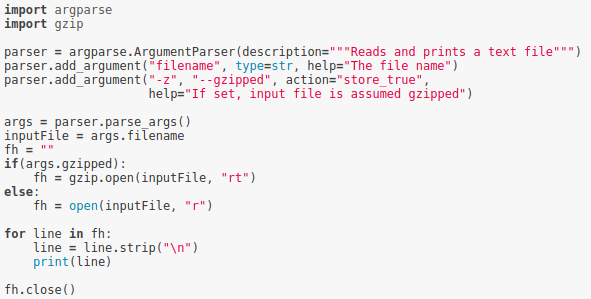 import argparse
import gzip

parser = argparse.ArgumentParser(description="""Reads and prints a text file""")
parser.add_argument("filename", type=str, help="The file name")
parser.add_argument("-z", "--gzipped", action="store_true",
                    help="If set, input file is assumed gzipped")

args = parser.parse_args()
inputFile = args.filename
fh = ""
if(args.gzipped):
    fh = gzip.open(inputFile, "rt")
else:
    fh = open(inputFile, "r")

for line in fh:
    line = line.strip("\n")
    print(line)

fh.close()